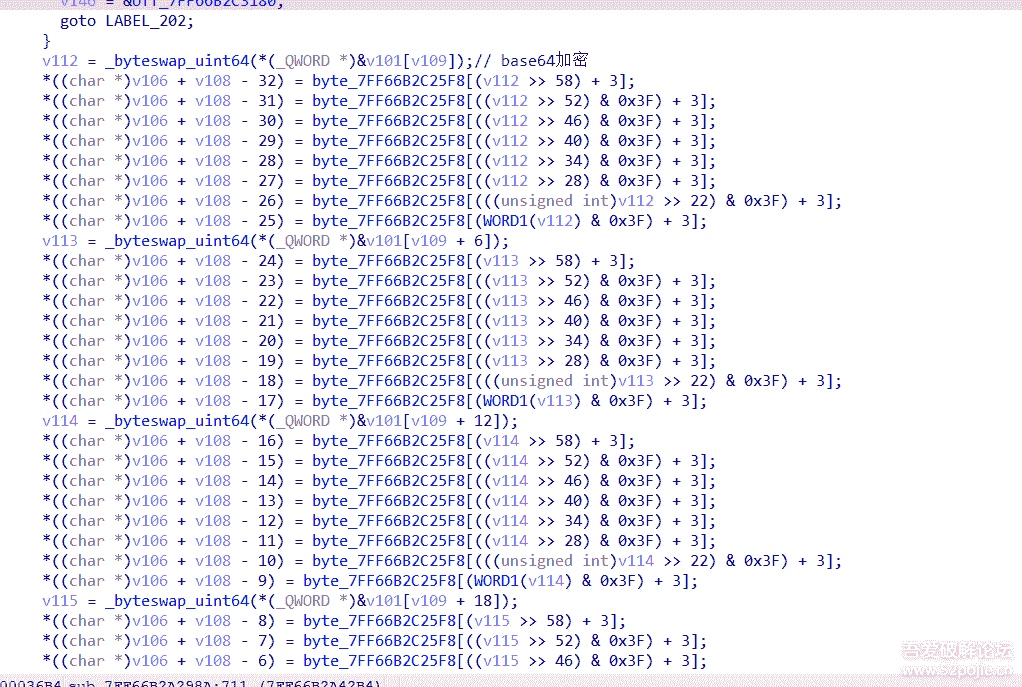 v146 = &off_7FF66B2C3180;
goto LABEL_202;
}
v112 = _byteswap_uint64(*(_QWORD *)&v101[v109]);// base64加密
*((char *)v106 + v108 - 32) = byte_7FF66B2C25F8[(v112 >> 58) + 3];
*((char *)v106 + v108 - 31) = byte_7FF66B2C25F8[((v112 >> 52) & 0x3F) + 3];
*((char *)v106 + v108 - 30) = byte_7FF66B2C25F8[((v112 >> 46) & 0x3F) + 3];
*((char *)v106 + v108 - 29) = byte_7FF66B2C25F8[((v112 >> 40) & 0x3F) + 3];
*((char *)v106 + v108 - 28) = byte_7FF66B2C25F8[((v112 >> 34) & 0x3F) + 3];
*((char *)v106 + v108 - 27) = byte_7FF66B2C25F8[((v112 >> 28) & 0x3F) + 3];
*((char *)v106 + v108 - 26) = byte_7FF66B2C25F8[(((unsigned int)v112 >> 22) & 0x3F) + 3];
*((char *)v106 + v108 - 25) = byte_7FF66B2C25F8[(WORD1(v112) & 0x3F) + 3];
v113 = _byteswap_uint64(*(_QWORD *)&v101[v109 + 6]);
*((char *)v106 + v108 - 24) = byte_7FF66B2C25F8[(v113 >> 58) + 3];
*((char *)v106 + v108 - 23) = byte_7FF66B2C25F8[((v113 >> 52) & 0x3F) + 3];
*((char *)v106 + v108 - 22) = byte_7FF66B2C25F8[((v113 >> 46) & 0x3F) + 3];
*((char *)v106 + v108 - 21) = byte_7FF66B2C25F8[((v113 >> 40) & 0x3F) + 3];
*((char *)v106 + v108 - 20) = byte_7FF66B2C25F8[((v113 >> 34) & 0x3F) + 3];
*((char *)v106 + v108 - 19) = byte_7FF66B2C25F8[((v113 >> 28) & 0x3F) + 3];
*((char *)v106 + v108 - 18) = byte_7FF66B2C25F8[(((unsigned int)v113 >> 22) & 0x3F) + 3];
*((char *)v106 + v108 - 17) = byte_7FF66B2C25F8[(WORD1(v113) & 0x3F) + 3];
v114 = _byteswap_uint64(*(_QWORD *)&v101[v109 + 12]);
*((char *)v106 + v108 - 16) = byte_7FF66B2C25F8[(v114 >> 58) + 3];
*((char *)v106 + v108 - 15) = byte_7FF66B2C25F8[((v114 >> 52) & 0x3F) + 3];
*((char *)v106 + v108 - 14) = byte_7FF66B2C25F8[((v114 >> 46) & 0x3F) + 3];
*((char *)v106 + v108 - 13) = byte_7FF66B2C25F8[((v114 >> 40) & 0x3F) + 3];
*((char *)v106 + v108 - 12) = byte_7FF66B2C25F8[((v114 >> 34) & 0x3F) + 3];
*((char *)v106 + v108 - 11) = byte_7FF66B2C25F8[((v114 >> 28) & 0x3F) + 3];
*((char *)v106 + v108 - 10) = byte_7FF66B2C25F8[(((unsigned int)v114 >> 22) & 0x3F) + 3];
*((char *)v106 + v108 - 9) = byte_7FF66B2C25F8[(WORD1(v114) & 0x3F) + 3];
v115 = _byteswap_uint64(*(_QWORD *)&v101[v109 + 18]);
*((char *)v106 + v108 - 8) = byte_7FF66B2C25F8[(v115 >> 58) + 3];
*((char *)v106 + v108 - 7) = byte_7FF66B2C25F8[((v115 >> 52) & 0x3F) + 3];
*((char *)v106 + v108 - 6) = byte_7FF66B2C25F8[((v115 >> 46) & 0x3F) + 3];
吾爱破解论坛
www.52pojie.cn